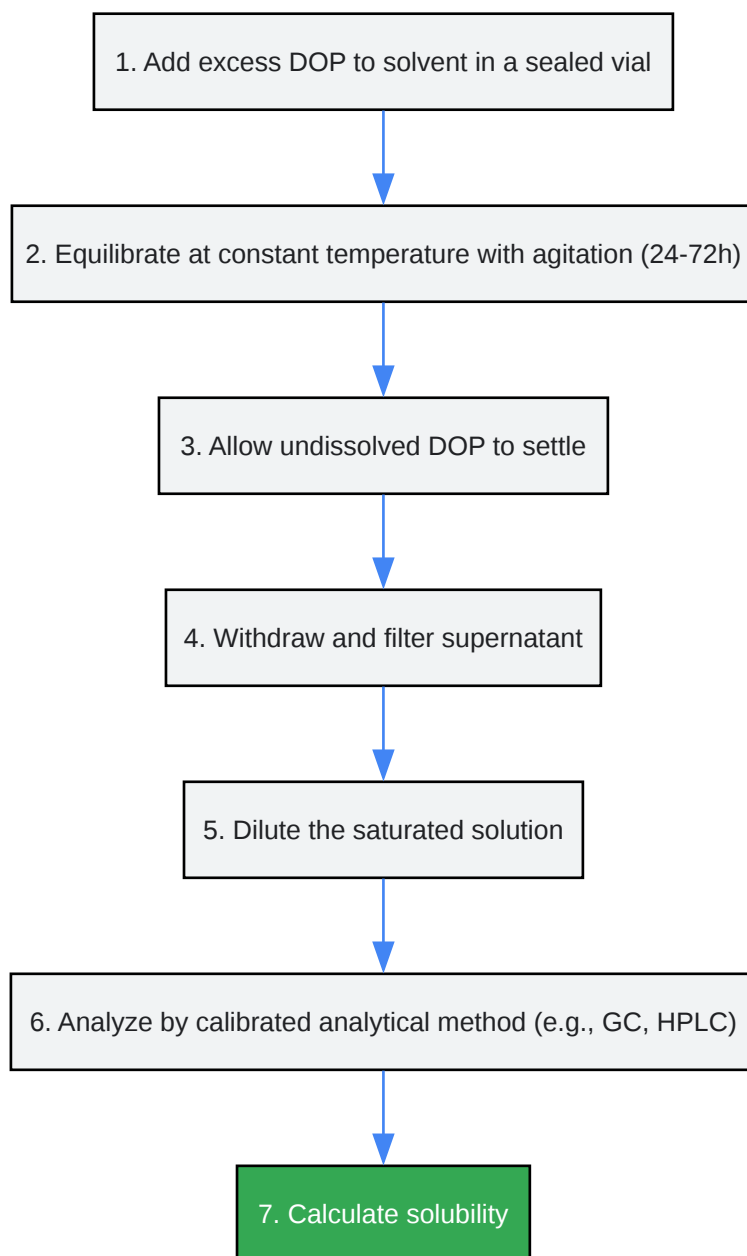 1. Add excess DOP to solvent in a sealed vial
2. Equilibrate at constant temperature with agitation (24-72h)
3. Allow undissolved DOP to settle
4. Withdraw and filter supernatant
5. Dilute the saturated solution
6. Analyze by calibrated analytical method (e.g., GC, HPLC)
7. Calculate solubility